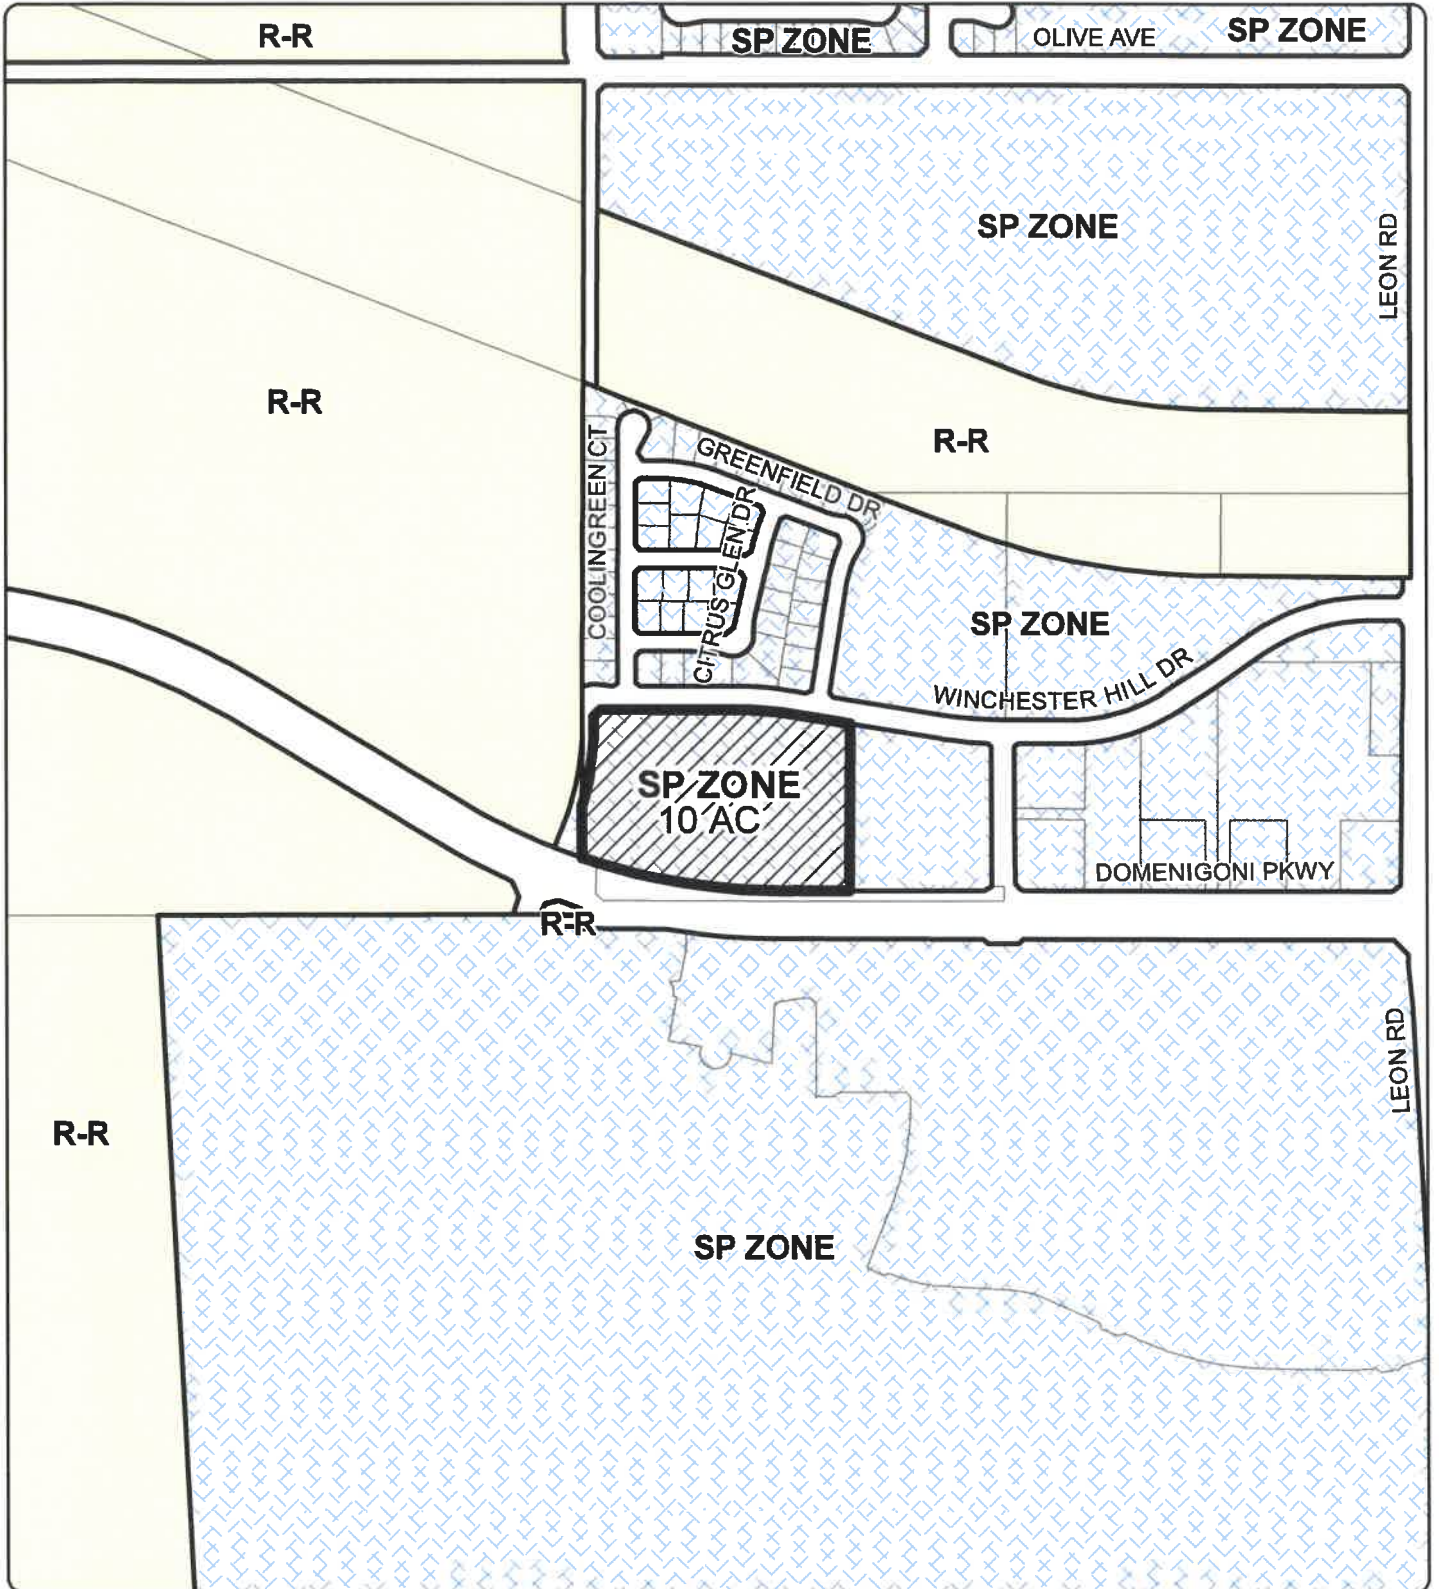 R-R
SP ZONE
OLIVE AVE
SP ZONE
SP ZONE
LEON RD
R-R
R-R
COOLINGREEN CT
GREENFIELD DR
CITRUS GLEN DR
SP ZONE
WINCHESTER HILL DR
SP ZONE
10 AC
DOMENIGONI PKWY
R-R
LEON RD
R-R
SP ZONE